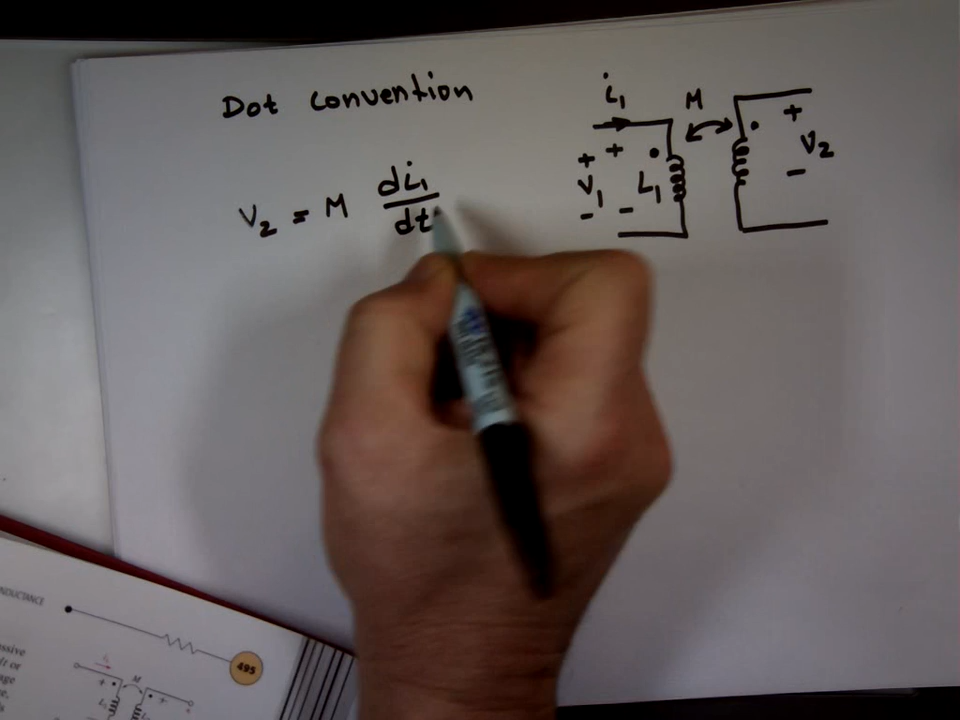 Dot convention
V₂ = M di₁/dt
i₁ M
+ + V₁ - - L₁
+ V₂ -
495
M